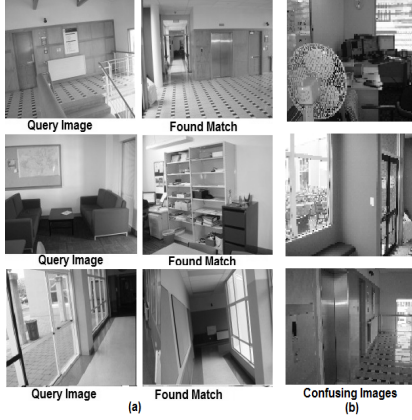 Query Image Found Match
Query Image Found Match
Query Image Found Match Confusing Images
(a) (b)